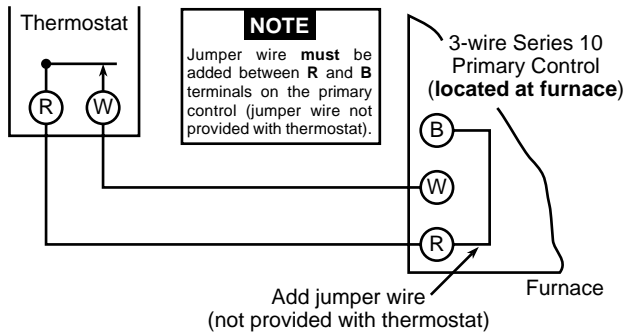 Thermostat
R
W
NOTE
Jumper wire must be
added between R and B
terminals on the primary
control (jumper wire not
provided with thermostat).
3-wire Series 10
Primary Control
(located at furnace)
B
W
R
Furnace
Add jumper wire
(not provided with thermostat)